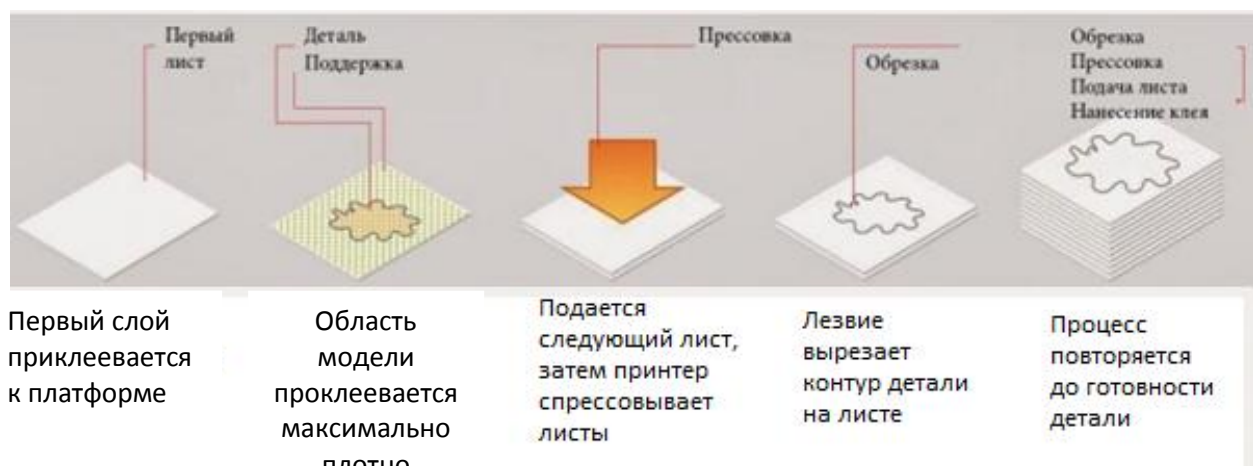 Первый
лист
Деталь
Поддержка
Прессовка
Обрезка
Обрезка
Прессовка
Подача листа
Нанесение клея
Первый слой
приклеевается
к платформе
Область
модели
проклеевается
максимально
плотно
Подается
следующий лист,
затем принтер
спрессовывает
листы
Лезвие
вырезает
контур детали
на листе
Процесс
повторяется
до готовности
детали